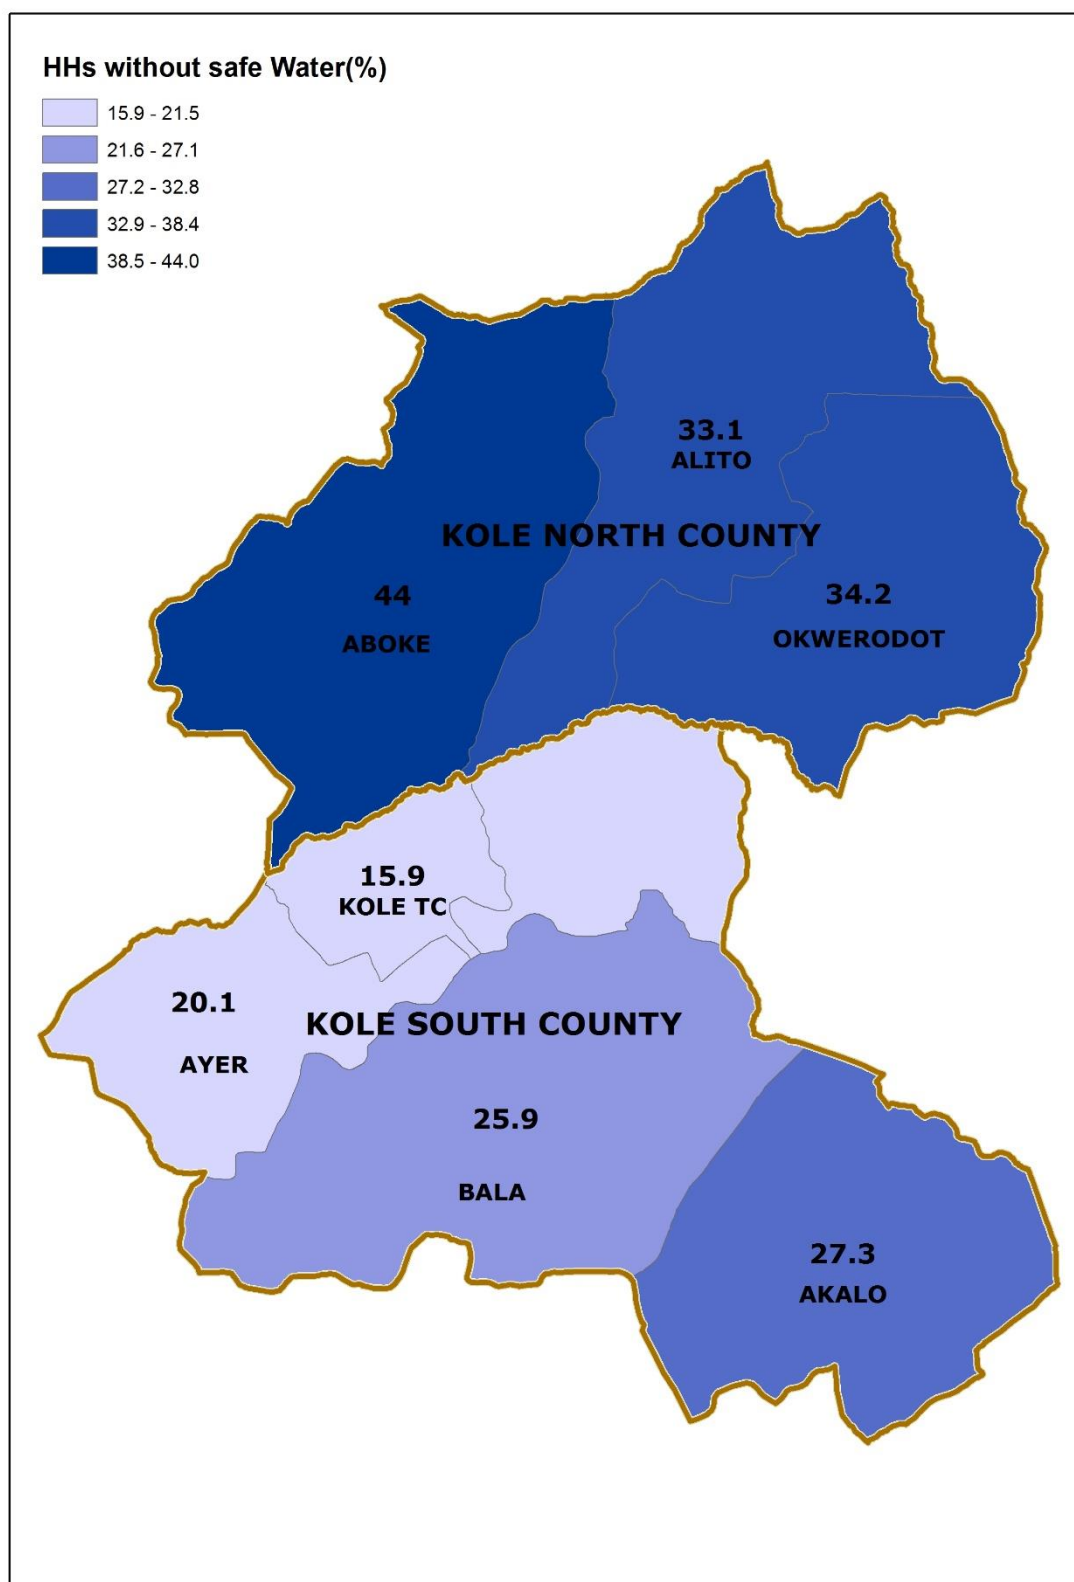 HHs without safe Water(%)
15.9 - 21.5
21.6 - 27.1
27.2 - 32.8
32.9 - 38.4
38.5 - 44.0
33.1
ALITO
KOLE NORTH COUNTY
44
ABOKE
34.2
OKWERODOT
15.9
KOLE TC
20.1
AYER
KOLE SOUTH COUNTY
25.9
BALA
27.3
AKALO